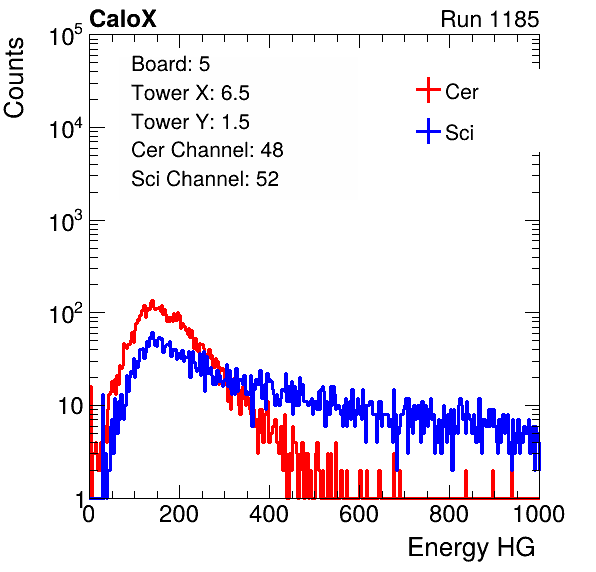 CaloX Run 1185
Counts
Board: 5
Tower X: 6.5
Tower Y: 1.5
Cer Channel: 48
Sci Channel: 52
Cer
Sci
10^5
10^4
10^3
10^2
10
1
0 200 400 600 800 1000
Energy HG